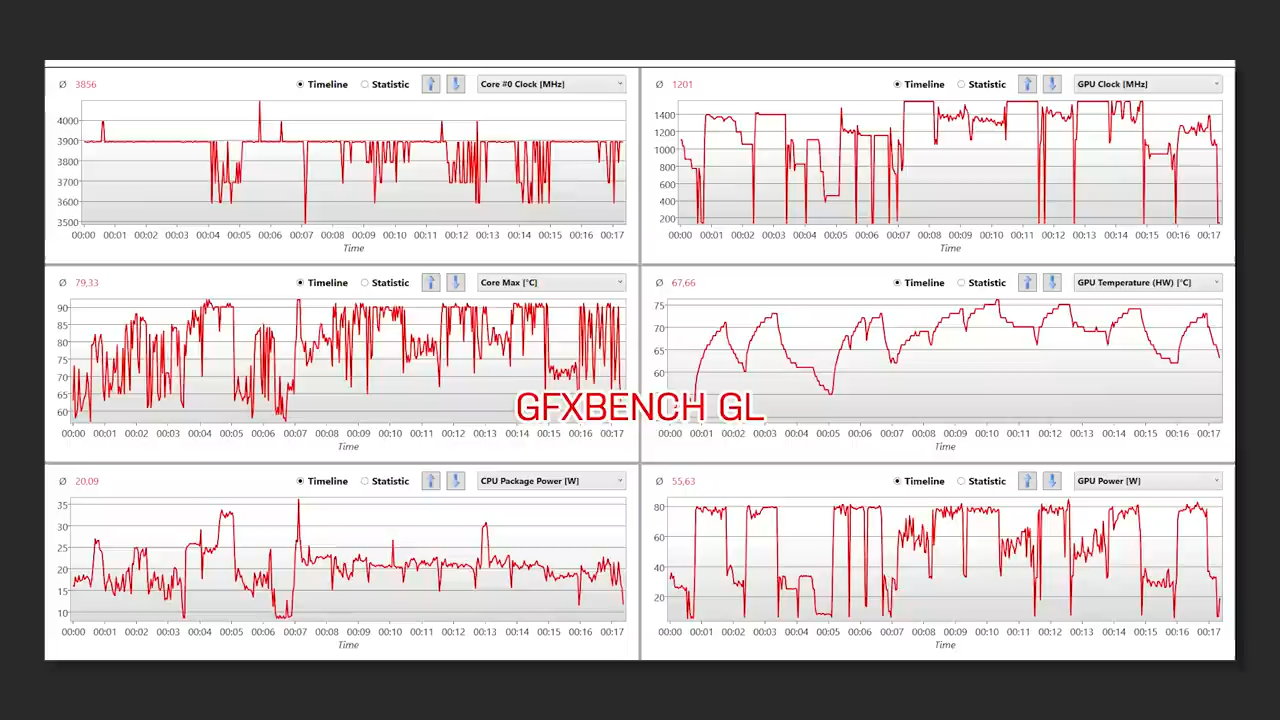 Ø 3856 Timeline Statistic Core #0 Clock [MHz]
4000
3900
3800
3700
3600
3500
00:00 00:01 00:02 00:03 00:04 00:05 00:06 00:07 00:08 00:09 00:10 00:11 00:12 00:13 00:14 00:15 00:16 00:17
Time
Ø 1201 Timeline Statistic GPU Clock [MHz]
1400
1200
1000
800
600
400
200
00:00 00:01 00:02 00:03 00:04 00:05 00:06 00:07 00:08 00:09 00:10 00:11 00:12 00:13 00:14 00:15 00:16 00:17
Time
Ø 79,33 Timeline Statistic Core Max [°C]
90
85
80
75
70
65
60
00:00 00:01 00:02 00:03 00:04 00:05 00:06 00:07 00:08 00:09 00:10 00:11 00:12 00:13 00:14 00:15 00:16 00:17
Time
Ø 67,66 Timeline Statistic GPU Temperature (HW) [°C]
75
70
65
60
00:00 00:01 00:02 00:03 00:04 00:05 00:06 00:07 00:08 00:09 00:10 00:11 00:12 00:13 00:14 00:15 00:16 00:17
Time
GFXBENCH GL
Ø 20,09 Timeline Statistic CPU Package Power [W]
35
30
25
20
15
10
00:00 00:01 00:02 00:03 00:04 00:05 00:06 00:07 00:08 00:09 00:10 00:11 00:12 00:13 00:14 00:15 00:16 00:17
Time
Ø 55,63 Timeline Statistic GPU Power [W]
80
60
40
20
00:00 00:01 00:02 00:03 00:04 00:05 00:06 00:07 00:08 00:09 00:10 00:11 00:12 00:13 00:14 00:15 00:16 00:17
Time